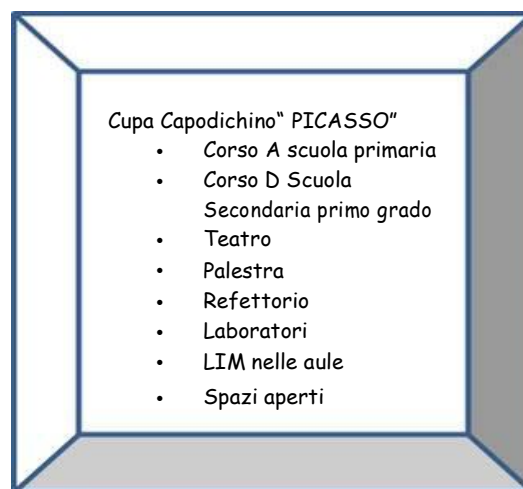 Cupa Capodichino“ PICASSO”
• Corso A scuola primaria
• Corso D Scuola
Secondaria primo grado
• Teatro
• Palestra
• Refettorio
• Laboratori
• LIM nelle aule
• Spazi aperti